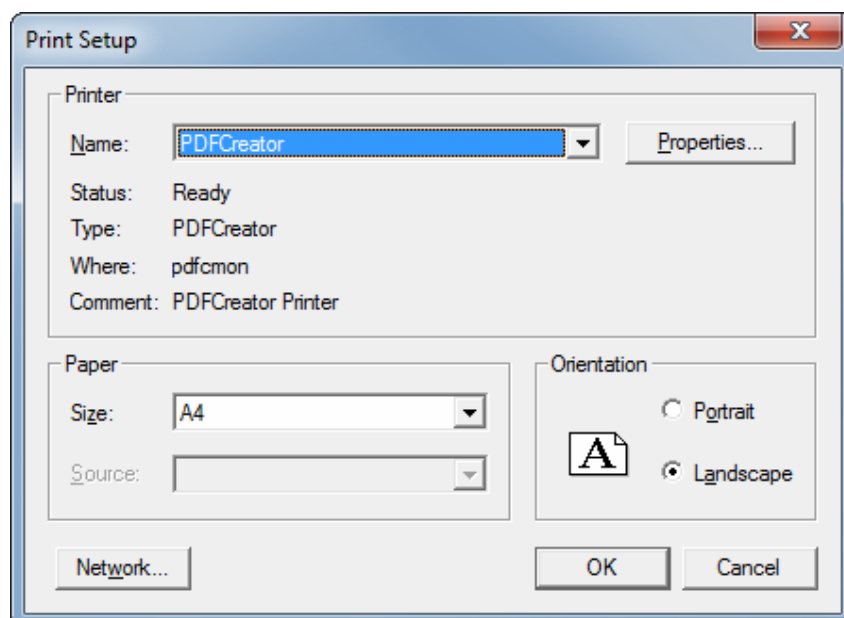 Print Setup
Printer
Name: PDFCreator Properties...
Status: Ready
Type: PDFCreator
Where: pdfcmon
Comment: PDFCreator Printer
Paper
Size: A4
Source:
Orientation
Portrait
A
Landscape
Network... OK Cancel